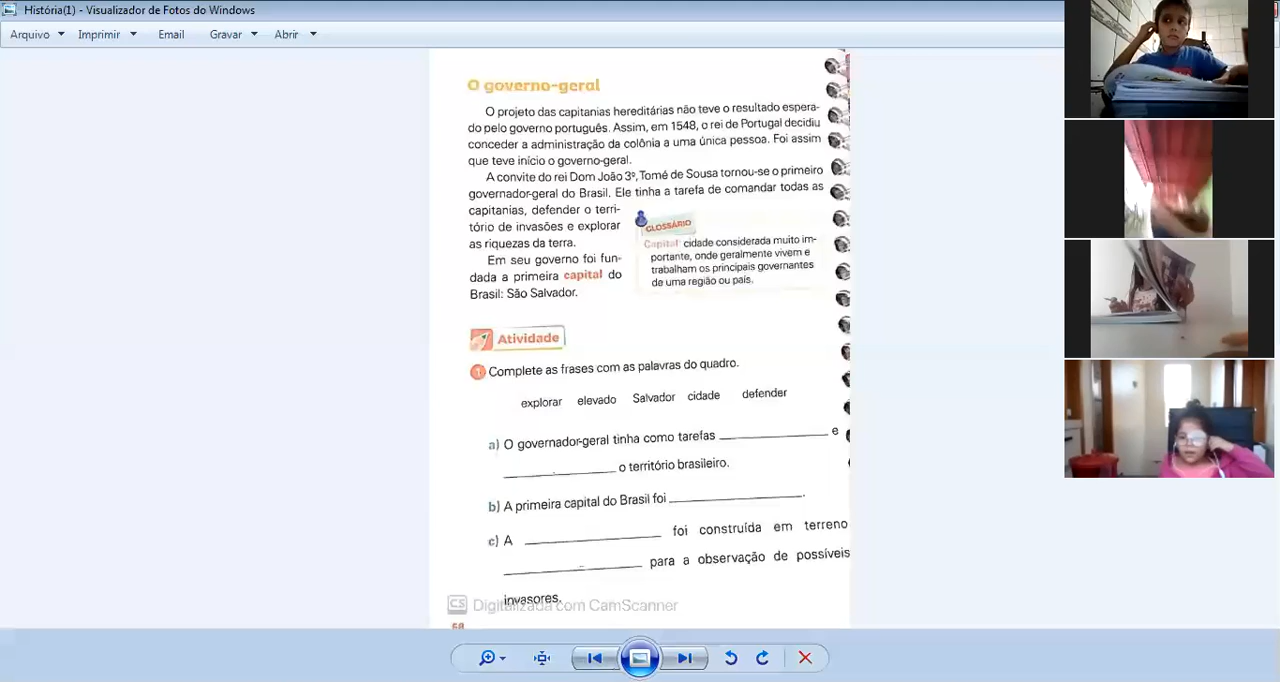 História(1) - Visualizador de Fotos do Windows
Arquivo Imprimir Email Gravar Abrir
O governo-geral
O projeto das capitanias hereditárias não teve o resultado espera-
do pelo governo português. Assim, em 1548, o rei de Portugal decidiu
conceder a administração da colônia a uma única pessoa. Foi assim
que teve início o governo-geral.
A convite do rei Dom João 3º, Tomé de Sousa tornou-se o primeiro
governador-geral do Brasil. Ele tinha a tarefa de comandar todas as
capitanias, defender o terri-
tório de invasões e explorar
as riquezas da terra.
Em seu governo foi fun-
dada a primeira capital do
Brasil: São Salvador.
GLOSSÁRIO
Capital cidade considerada muito im-
portante, onde geralmente vivem e
trabalham os principais governantes
de uma região ou país.
Atividade
1 Complete as frases com as palavras do quadro.
explorar elevado Salvador cidade defender
a) O governador-geral tinha como tarefas ____________ e
____________ o território brasileiro.
b) A primeira capital do Brasil foi ____________.
c) A ____________ foi construída em terreno
____________ para a observação de possíveis
invasores.
CS Digitalizada com CamScanner
58